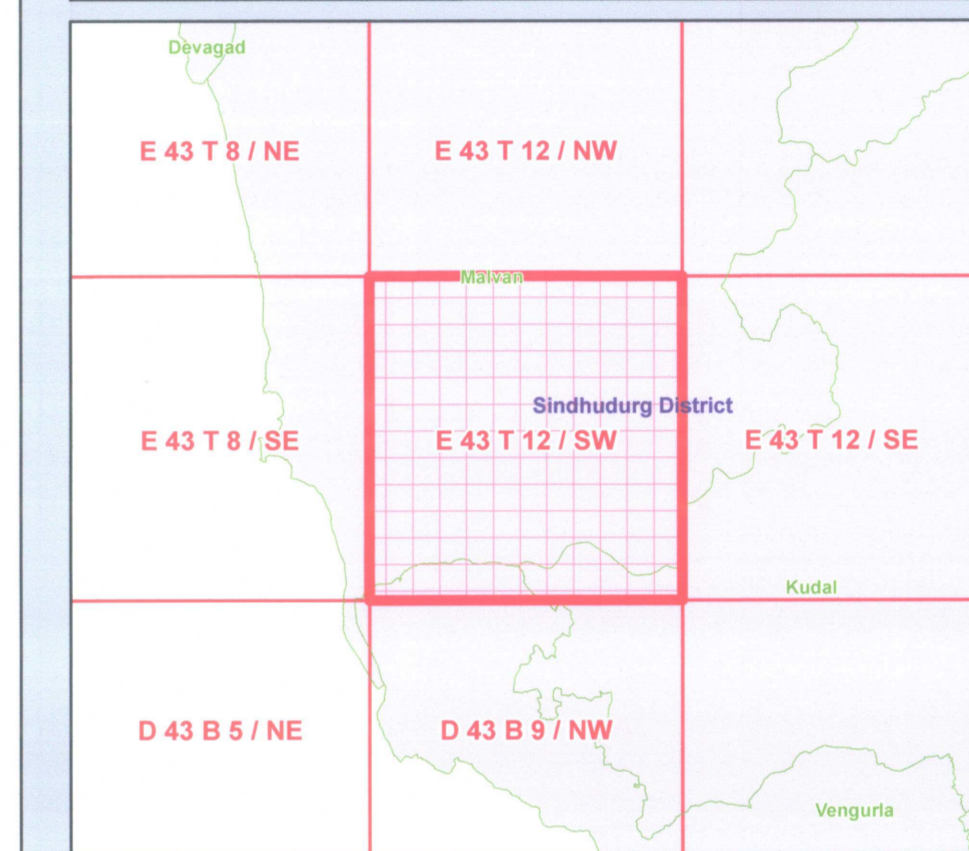 Devagad
E 43 T 8 / NE
E 43 T 12 / NW
Malvan
Sindhudurg District
E 43 T 8 / SE
E 43 T 12 / SW
E 43 T 12 / SE
Kudal
D 43 B 5 / NE
D 43 B 9 / NW
Vengurla